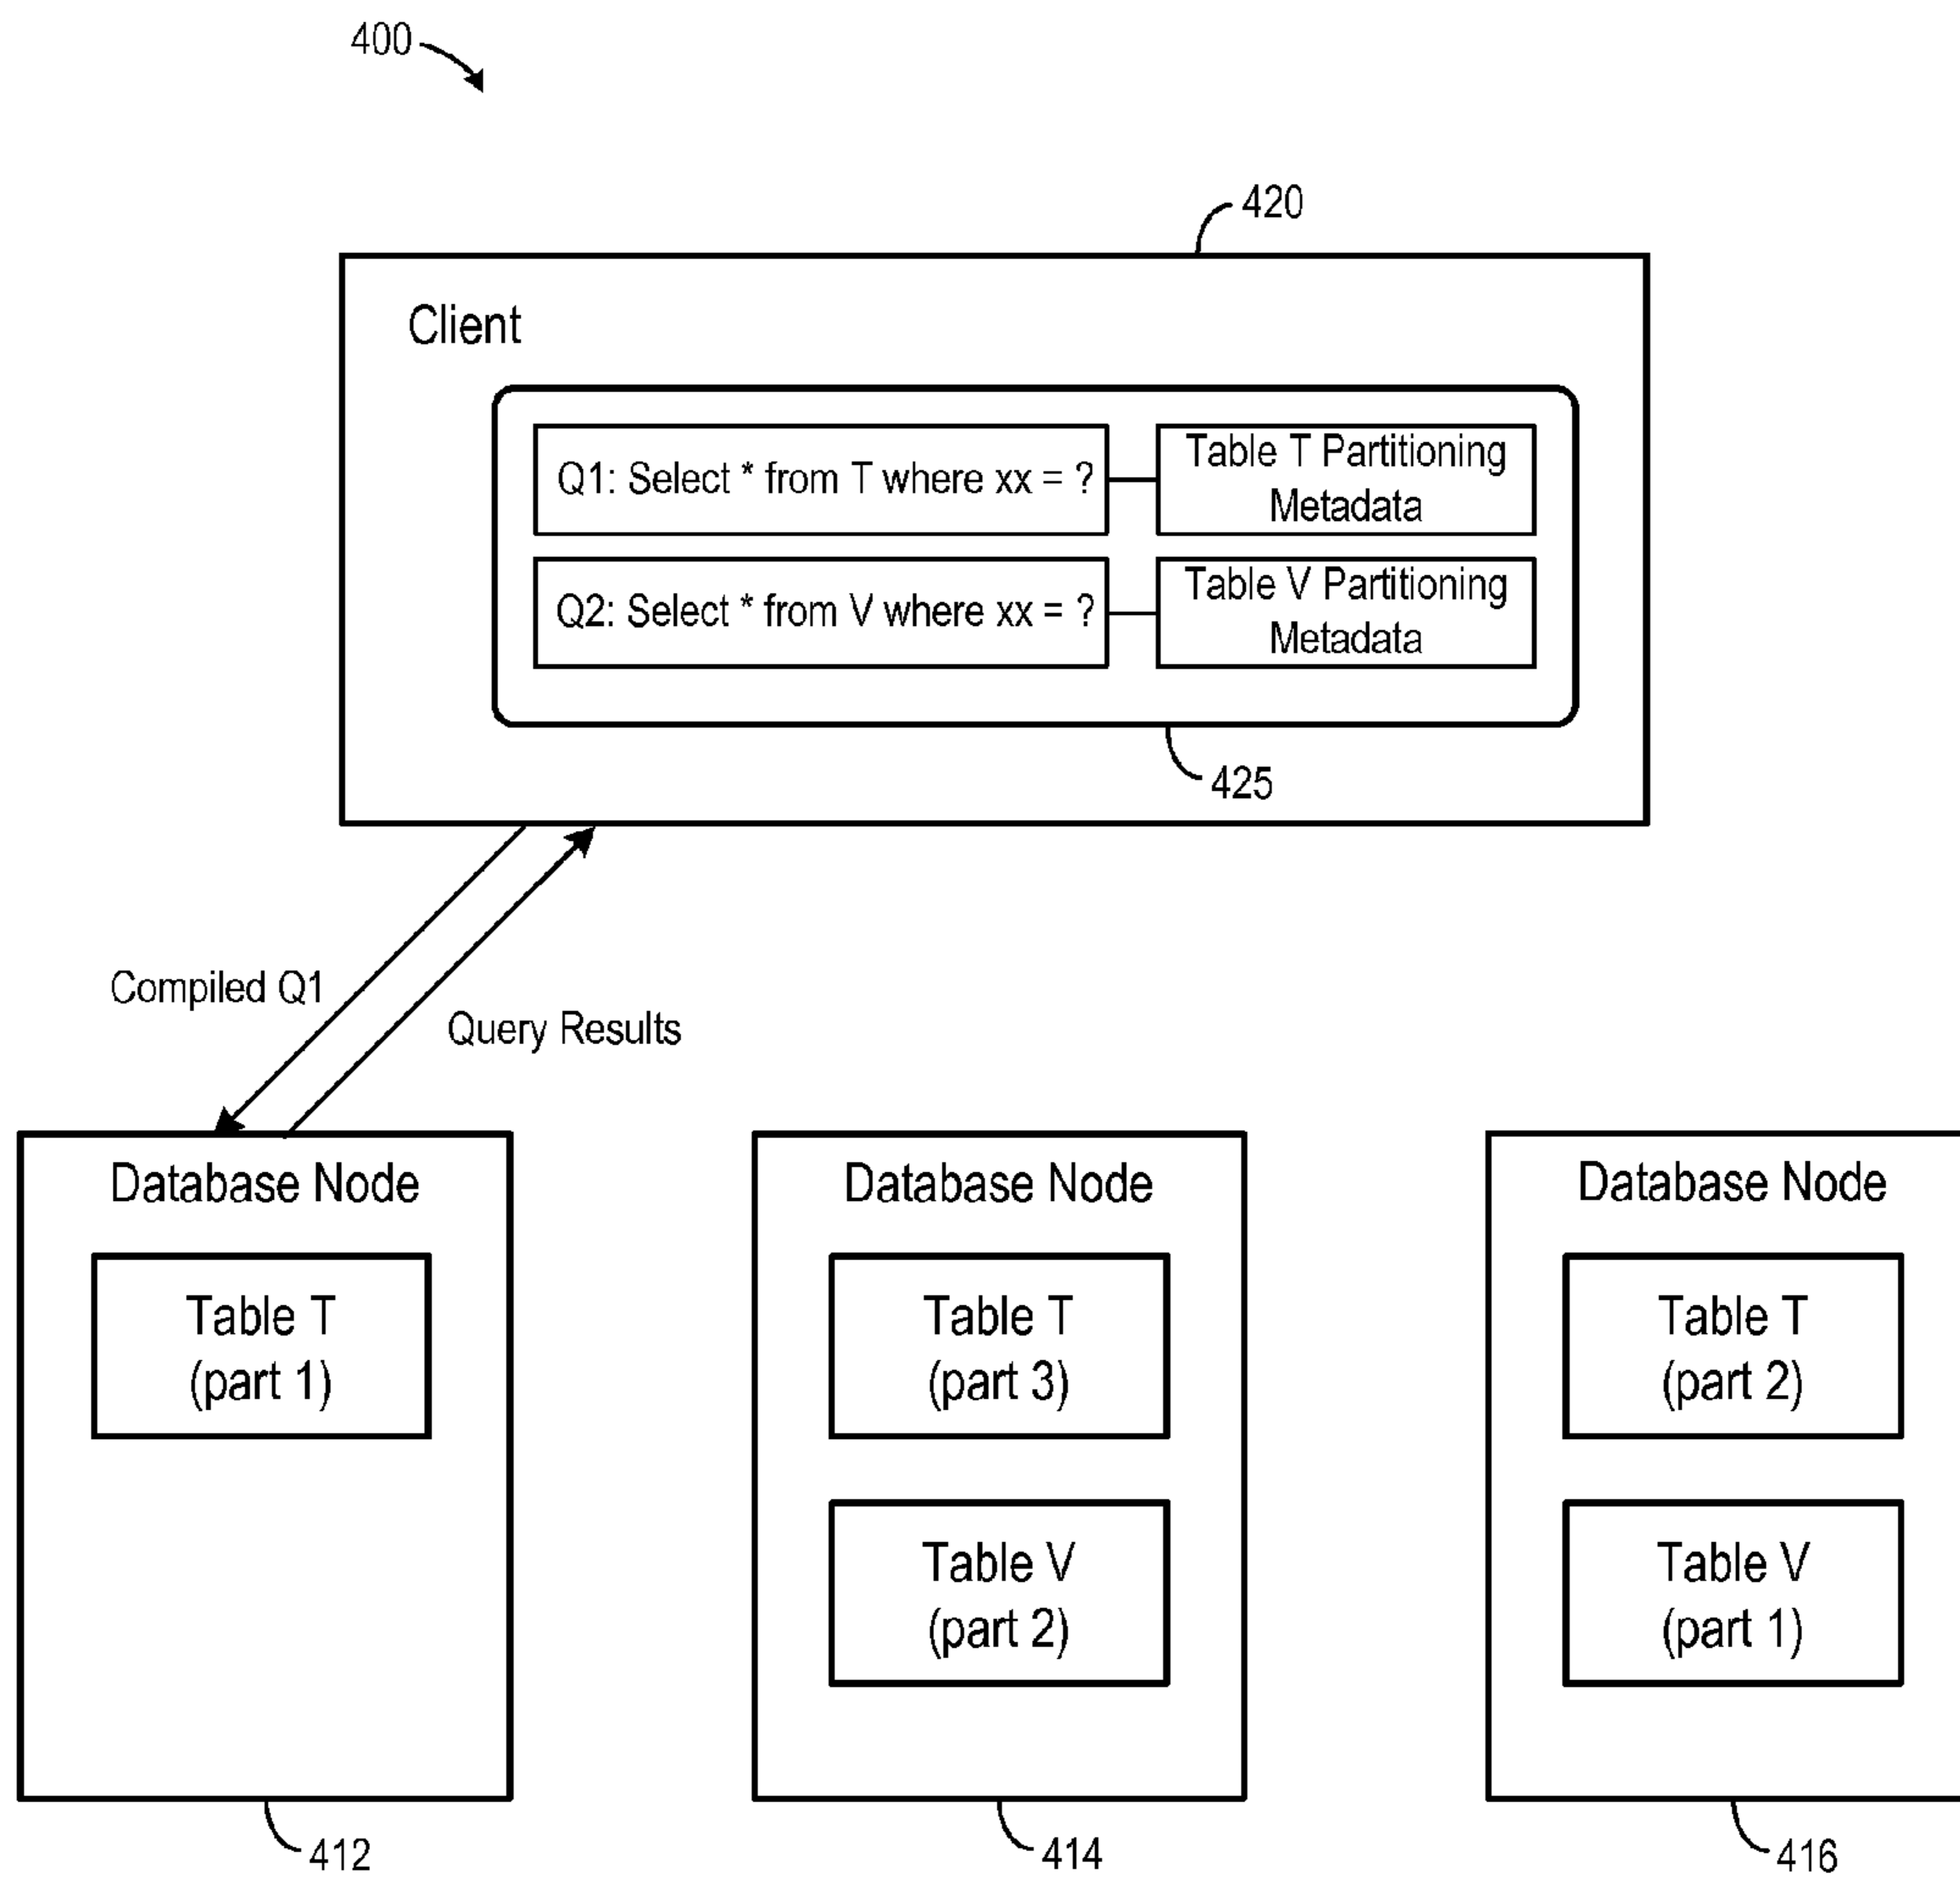 400
420
Client
Q1: Select * from T where xx = ?
Table T Partitioning
Metadata
Q2: Select * from V where xx = ?
Table V Partitioning
Metadata
425
Compiled Q1
Query Results
Database Node
Table T
(part 1)
412
Database Node
Table T
(part 3)
Table V
(part 2)
414
Database Node
Table T
(part 2)
Table V
(part 1)
416